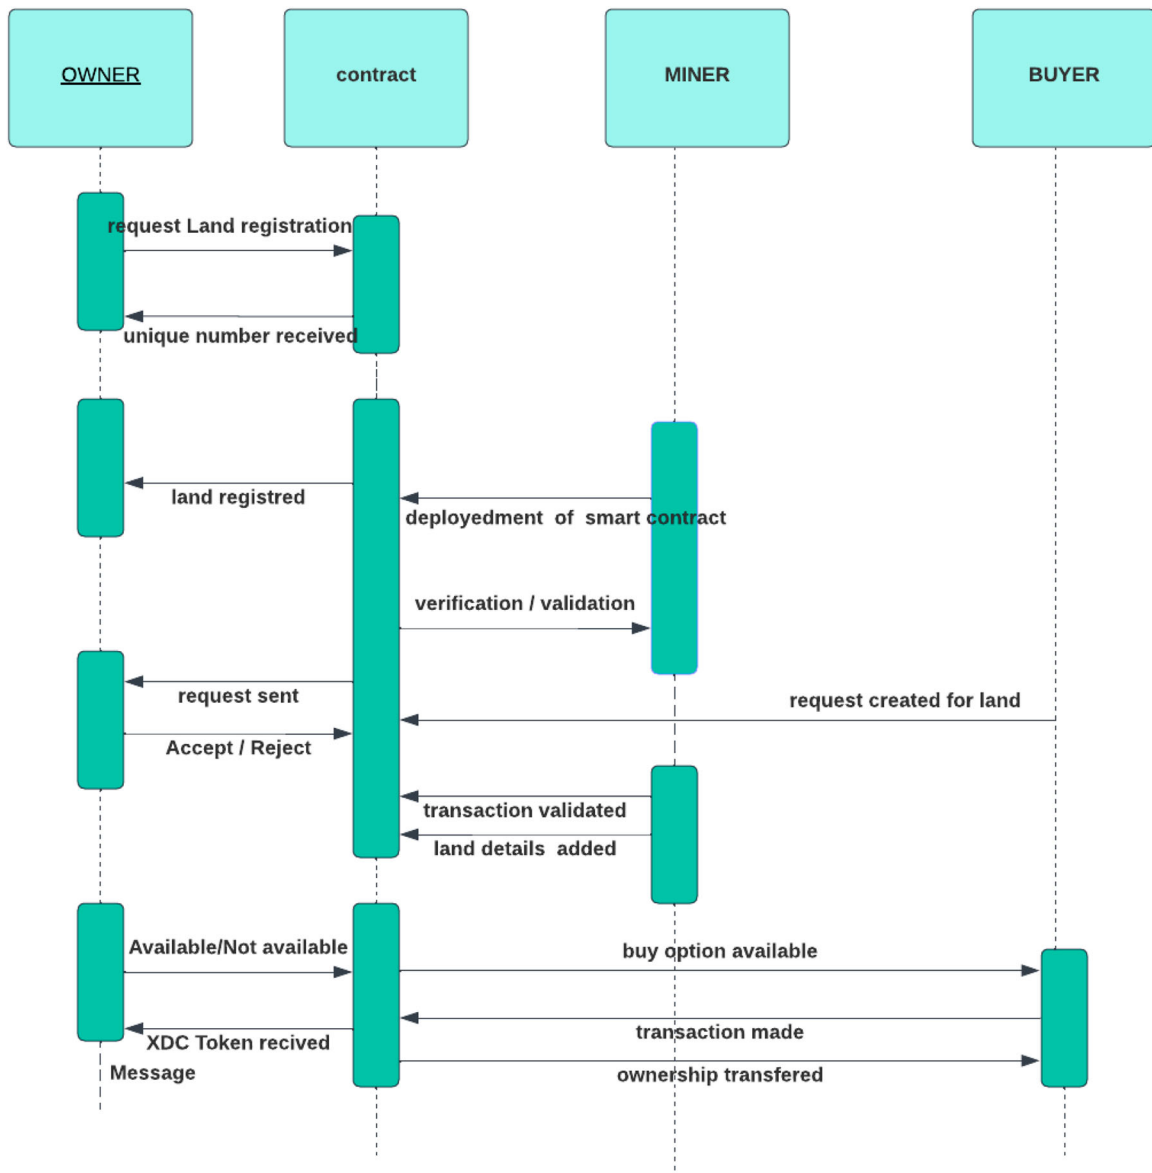 OWNER
contract
MINER
BUYER
request Land registration
unique number received
land registred
deployedment of smart contract
verification / validation
request sent
request created for land
Accept / Reject
transaction validated
land details added
Available/Not available
buy option available
transaction made
XDC Token recived
Message
ownership transfered